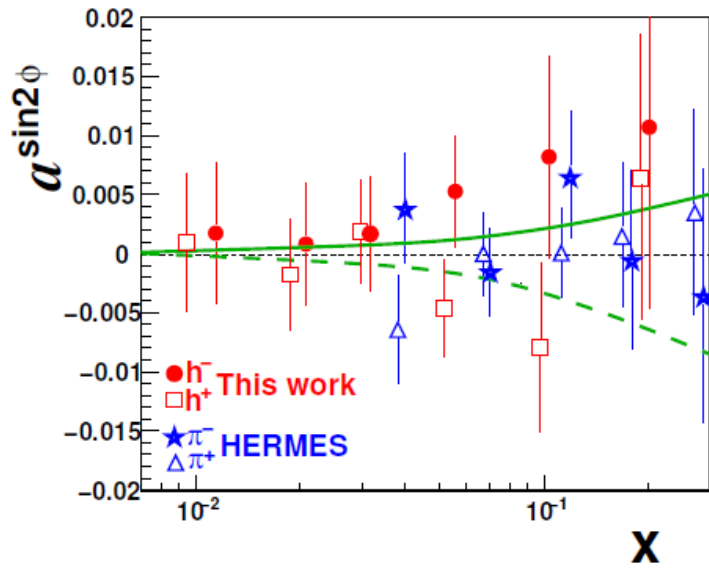 a^sin2ϕ
0.02
0.015
0.01
0.005
0
−0.005
−0.01
−0.015
−0.02
h⁻ This work
h⁺
π⁻ HERMES
π⁺
10⁻² 10⁻¹
x